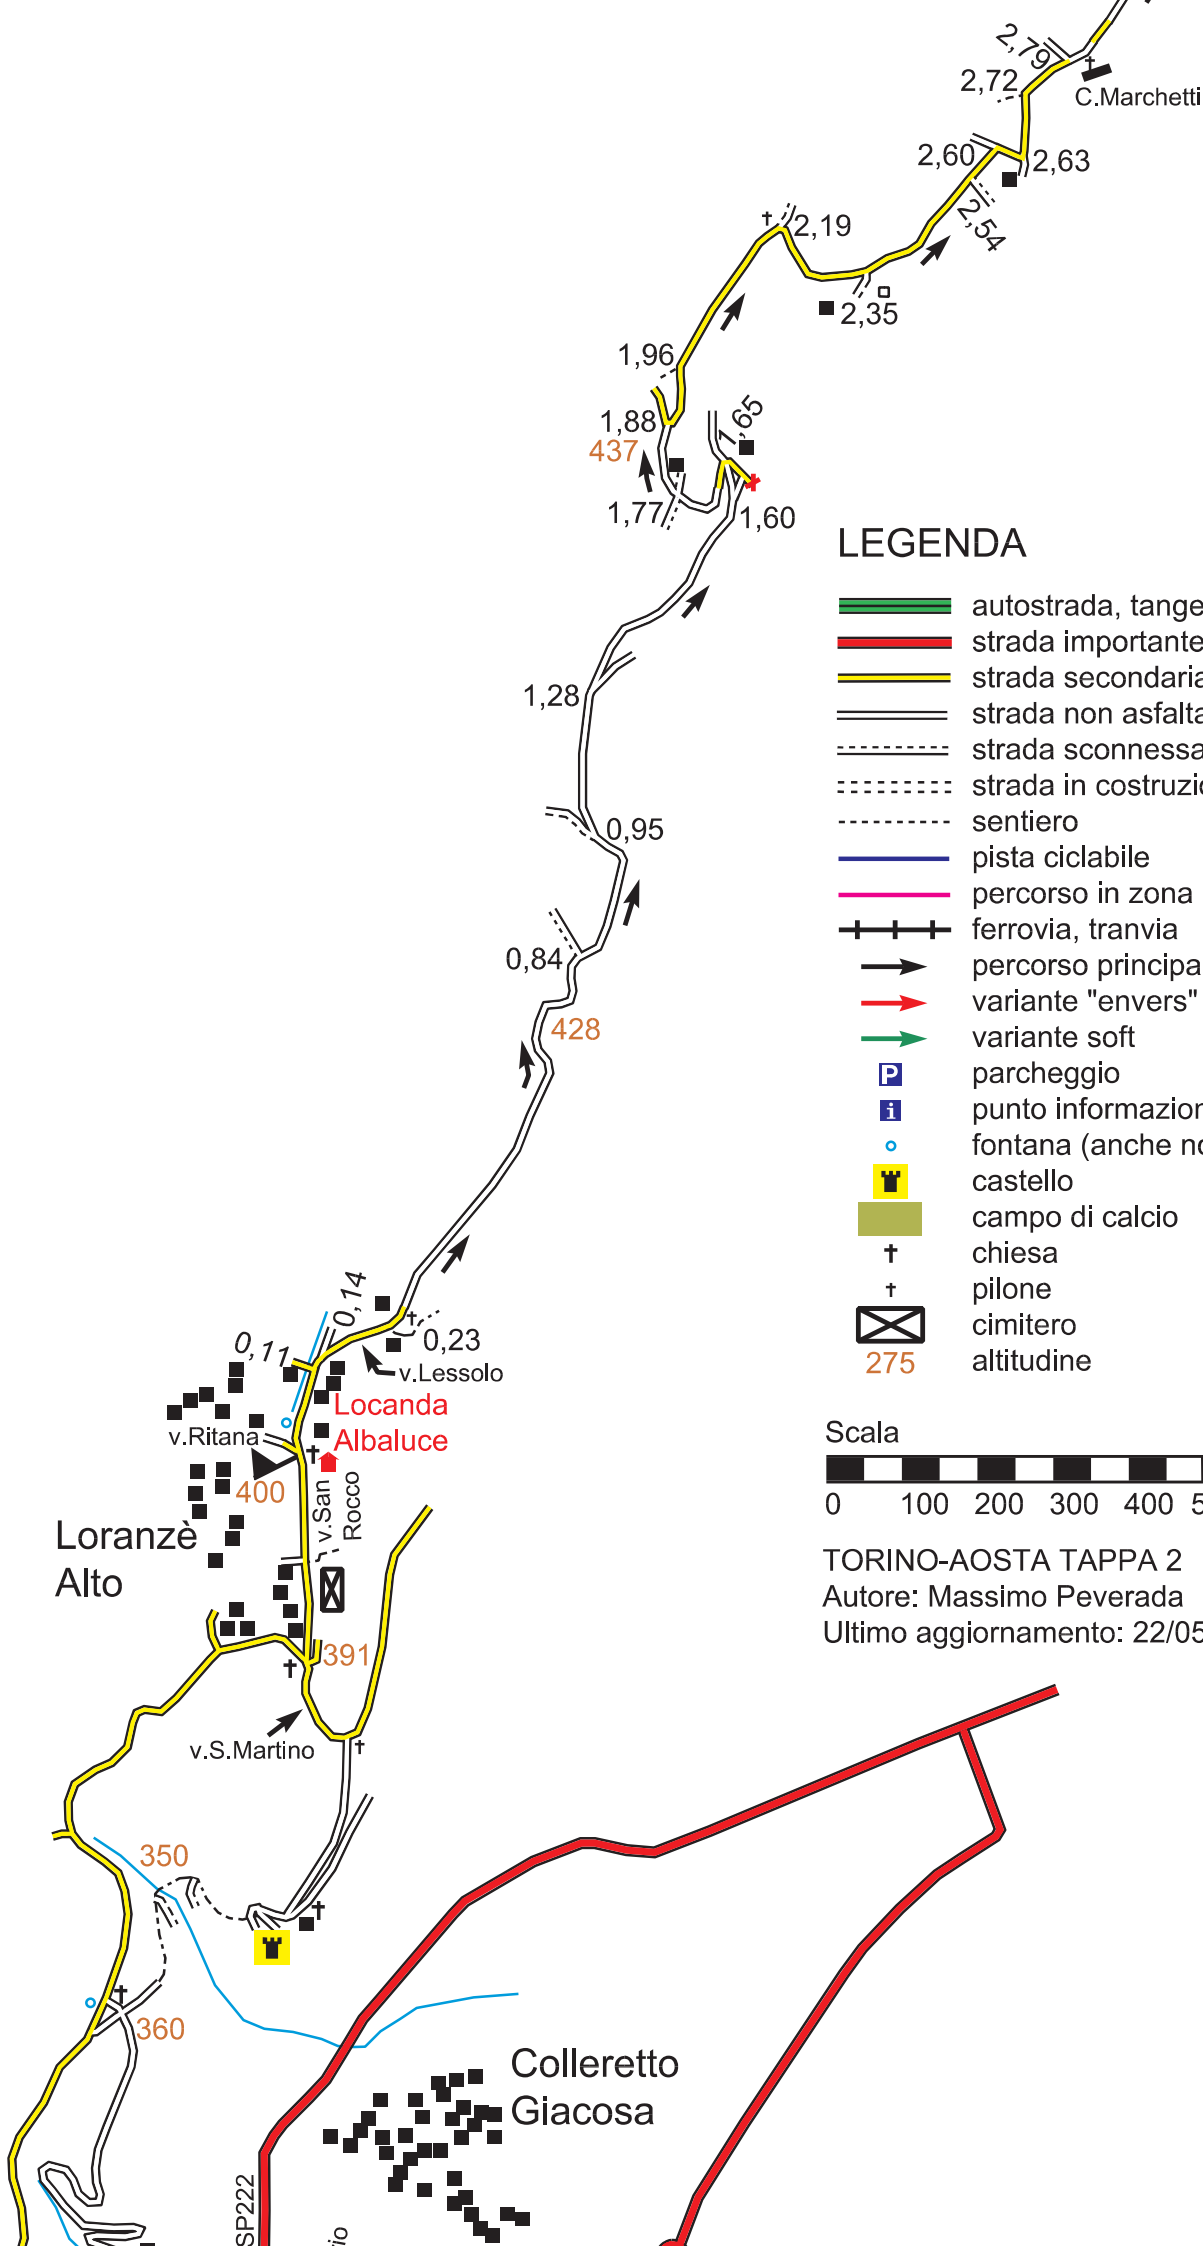 2,79
2,72
C.Marchetti
2,60
2,63
2,54
2,19
2,35
1,96
1,88
437
1,65
1,77
1,60
1,28
0,95
0,84
428
0,14
0,11
0,23
v.Lessolo
Locanda
Albaluce
v.Ritana
400
v.San
Rocco
Loranzè
Alto
391
v.S.Martino
350
360
Colleretto
Giacosa
SP222
LEGENDA
autostrada, tange
strada importante
strada secondaria
strada non asfalta
strada sconnessa
strada in costruzi
sentiero
pista ciclabile
percorso in zona
ferrovia, tranvia
percorso principa
variante "envers"
variante soft
P parcheggio
i punto informazion
fontana (anche no
castello
campo di calcio
chiesa
pilone
cimitero
275 altitudine
Scala
0 100 200 300 400 5
TORINO-AOSTA TAPPA 2
Autore: Massimo Peverada
Ultimo aggiornamento: 22/05